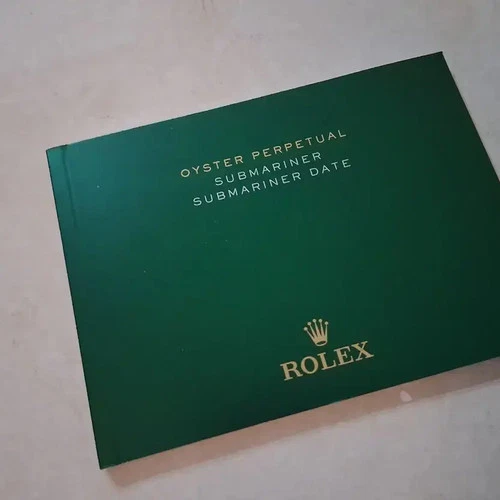 OYSTER PERPETUAL
SUBMARINER
SUBMARINER DATE
ROLEX